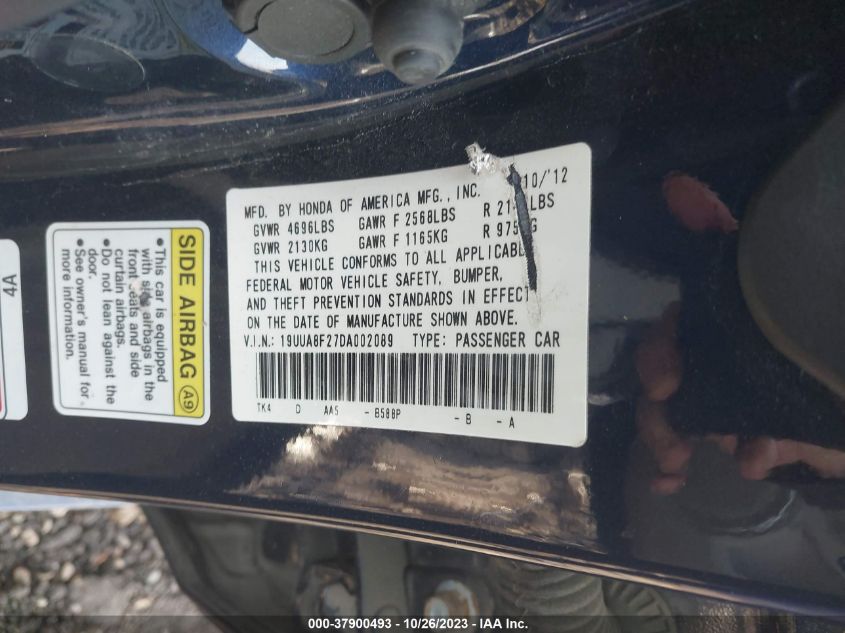 MFD. BY HONDA OF AMERICA MFG., INC. 10/'12
GVWR 4696LBS GAWR F 2568LBS R 21 LBS
GVWR 2130KG GAWR F 1165KG R 975 G
THIS VEHICLE CONFORMS TO ALL APPLICABL
FEDERAL MOTOR VEHICLE SAFETY, BUMPER,
AND THEFT PREVENTION STANDARDS IN EFFECT
ON THE DATE OF MANUFACTURE SHOWN ABOVE.
V.I.N.: 19UUA8F27DA002089 TYPE: PASSENGER CAR
TK4 D AA5 - B588P - B - A
SIDE AIRBAG A9
• This car is equipped
with side airbags in the
front seats and side
curtain airbags.
• Do not lean against the
door.
• See owner's manual for
more information.
4A
000-37900493 - 10/26/2023 - IAA Inc.